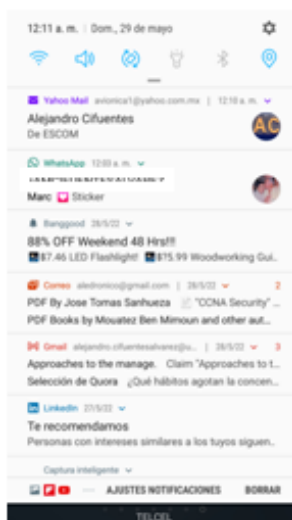 12:11 a. m. | Dom., 29 de mayo
Yahoo Mail avionica1@yahoo.com.mx | 12:10 a. m.
Alejandro Cifuentes
De ESCOM
AC
WhatsApp 12:03 a. m.
Marc Sticker
Banggood 28/5/22
88% OFF Weekend 48 Hrs!!!
$7.46 LED Flashlight! $15.99 Woodworking Gui..
Correo aledronico@gmail.com | 28/5/22 2
PDF By Jose Tomas Sanhueza "CCNA Security" ...
PDF Books by Mouatez Ben Mimoun and other aut...
Gmail alejandro.cifuentesalvarez@u... | 28/5/22 3
Approaches to the manage. Claim "Approaches to t...
Selección de Quora ¿Qué hábitos agotan la concen...
LinkedIn 27/5/22
Te recomendamos
Personas con intereses similares a los tuyos siguen..
Captura inteligente
AJUSTES NOTIFICACIONES BORRAR
TELCEL